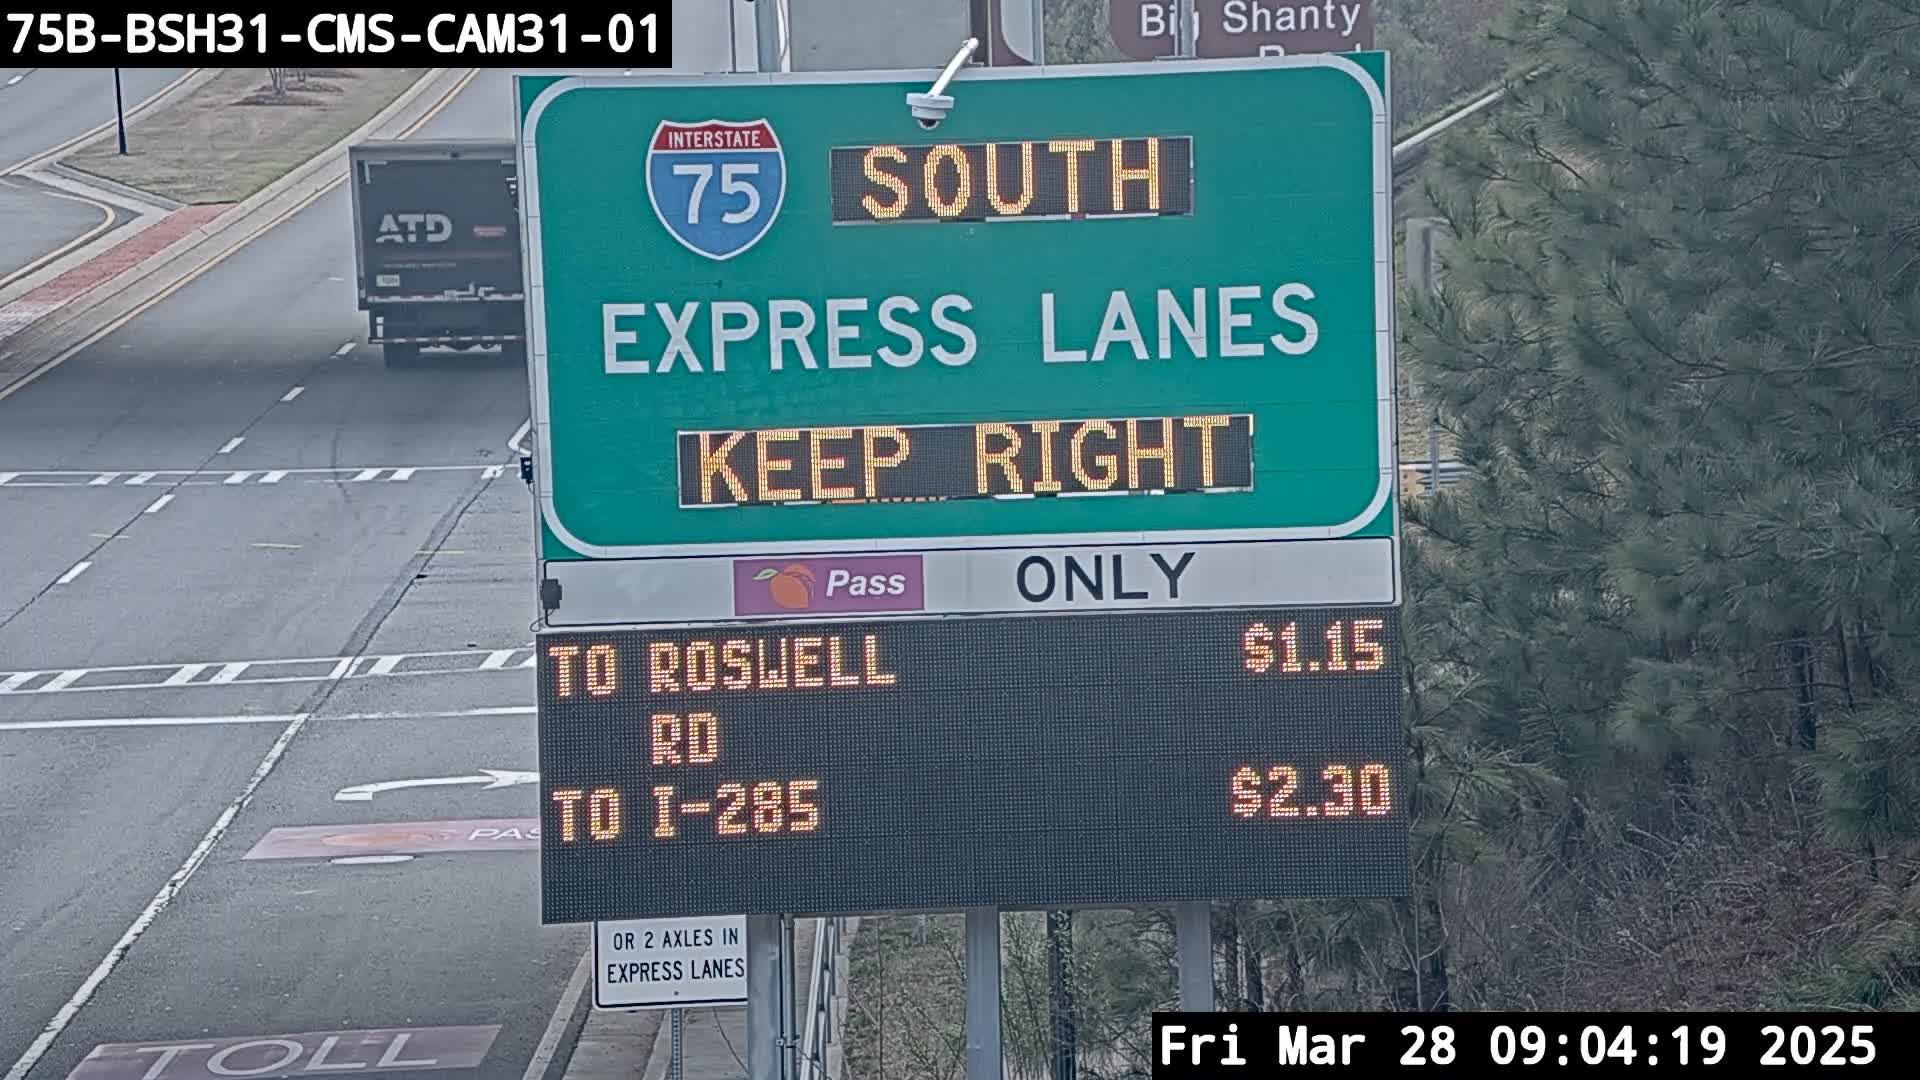 75B-BSH31-CMS-CAM31-01
Big Shanty
Road
INTERSTATE
75
SOUTH
EXPRESS LANES
KEEP RIGHT
Pass ONLY
TO ROSWELL $1.15
RD
TO I-285 $2.30
ATD
PAS
OR 2 AXLES IN
EXPRESS LANES
TOLL
Fri Mar 28 09:04:19 2025